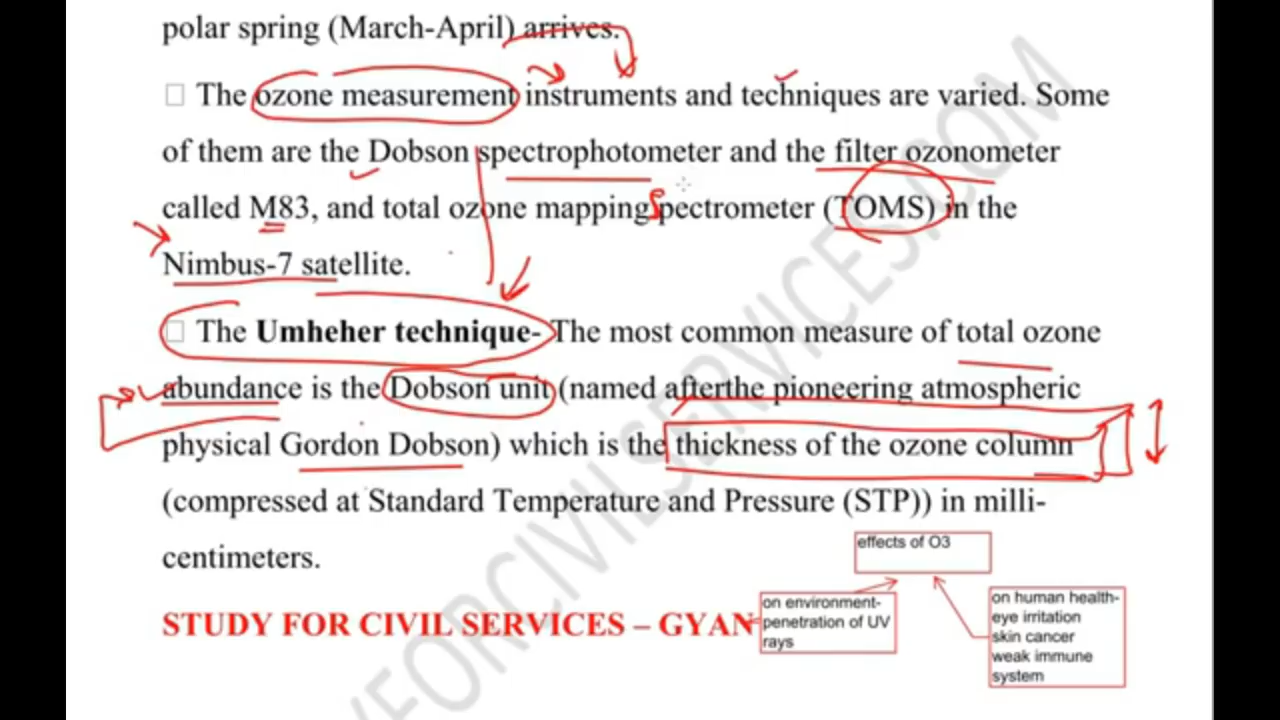 polar spring (March-April) arrives.
□ The ozone measurement instruments and techniques are varied. Some
of them are the Dobson spectrophotometer and the filter ozonometer
called M83, and total ozone mapping spectrometer (TOMS) in the
Nimbus-7 satellite.
□ The Umheher technique- The most common measure of total ozone
abundance is the Dobson unit (named afterthe pioneering atmospheric
physical Gordon Dobson) which is the thickness of the ozone column
(compressed at Standard Temperature and Pressure (STP)) in milli-
centimeters.
effects of O3
STUDY FOR CIVIL SERVICES – GYAN
on environment-
penetration of UV
rays
on human health-
eye irritation
skin cancer
weak immune
system
YFORCIVILSERVICES.COM